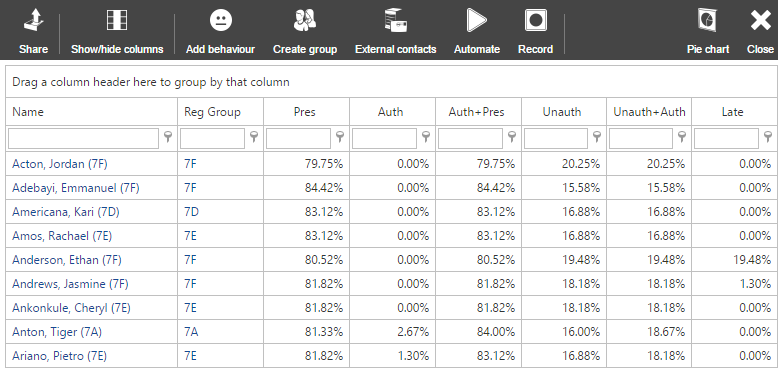 Share Show/hide columns Add behaviour Create group External contacts Automate Record Pie chart Close
Drag a column header here to group by that column
Name Reg Group Pres Auth Auth+Pres Unauth Unauth+Auth Late
Acton, Jordan (7F) 7F 79.75% 0.00% 79.75% 20.25% 20.25% 0.00%
Adebayi, Emmanuel (7F) 7F 84.42% 0.00% 84.42% 15.58% 15.58% 0.00%
Americana, Kari (7D) 7D 83.12% 0.00% 83.12% 16.88% 16.88% 0.00%
Amos, Rachael (7E) 7E 83.12% 0.00% 83.12% 16.88% 16.88% 0.00%
Anderson, Ethan (7F) 7F 80.52% 0.00% 80.52% 19.48% 19.48% 19.48%
Andrews, Jasmine (7F) 7F 81.82% 0.00% 81.82% 18.18% 18.18% 1.30%
Ankonkule, Cheryl (7E) 7E 81.82% 0.00% 81.82% 18.18% 18.18% 0.00%
Anton, Tiger (7A) 7A 81.33% 2.67% 84.00% 16.00% 18.67% 0.00%
Ariano, Pietro (7E) 7E 81.82% 1.30% 83.12% 16.88% 18.18% 0.00%